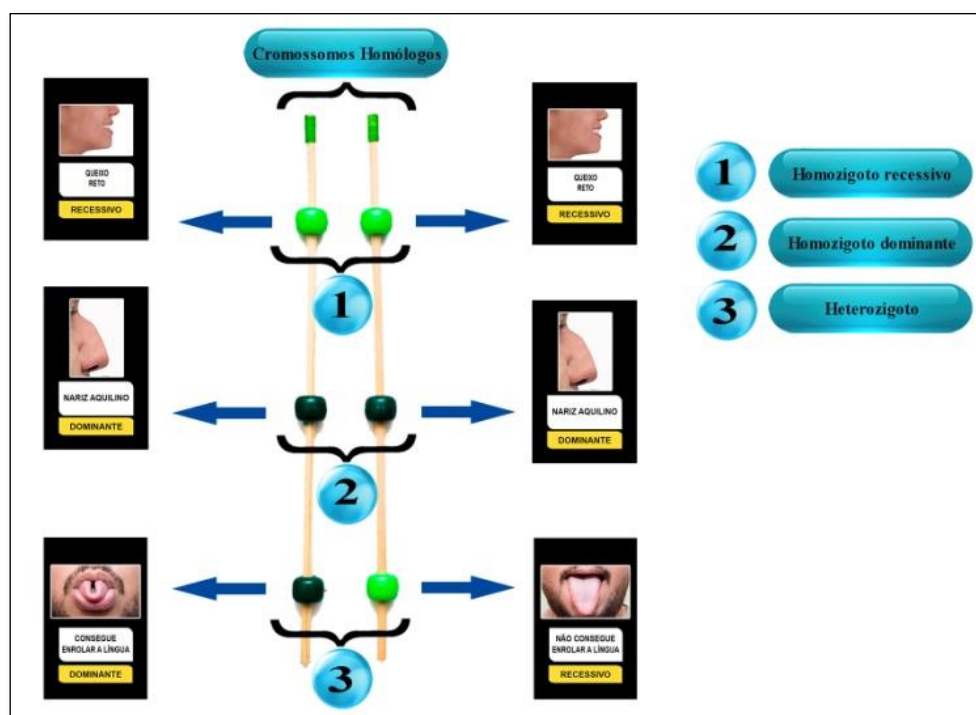 Cromossomos Homólogos
QUEIXO
RETO
RECESSIVO
QUEIXO
RETO
RECESSIVO
1
NARIZ AQUILINO
DOMINANTE
NARIZ AQUILINO
DOMINANTE
2
CONSEGUE
ENROLAR A LÍNGUA
DOMINANTE
NÃO CONSEGUE
ENROLAR A LÍNGUA
RECESSIVO
3
1 Homozigoto recessivo
2 Homozigoto dominante
3 Heterozigoto